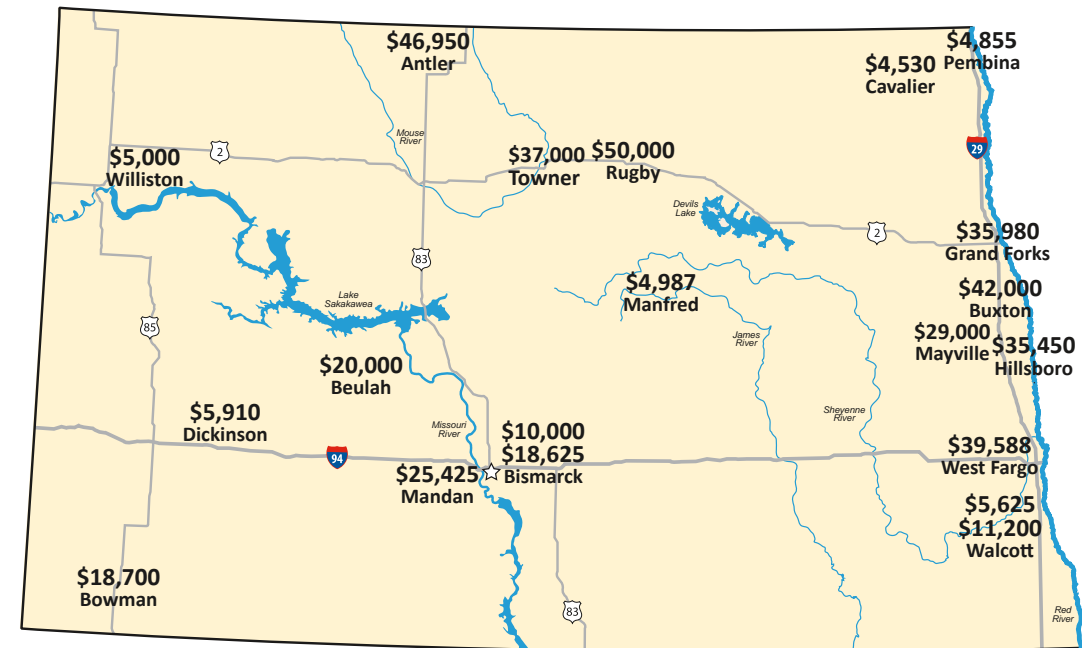 $46,950
Antler
$4,855
Pembina
$4,530
Cavalier
Mouse
River
2
$5,000
Williston
$37,000
Towner
$50,000
Rugby
29
Devils
Lake
2
$35,980
Grand Forks
83
$4,987
Manfred
$42,000
Buxton
Lake
Sakakawea
85
James
River
$29,000
Mayville
$35,450
Hillsboro
$20,000
Beulah
$5,910
Dickinson
Missouri
River
Sheyenne
River
$10,000
$18,625
Bismarck
94
$25,425
Mandan
$39,588
West Fargo
$5,625
$11,200
Walcott
$18,700
Bowman
83
Red
River